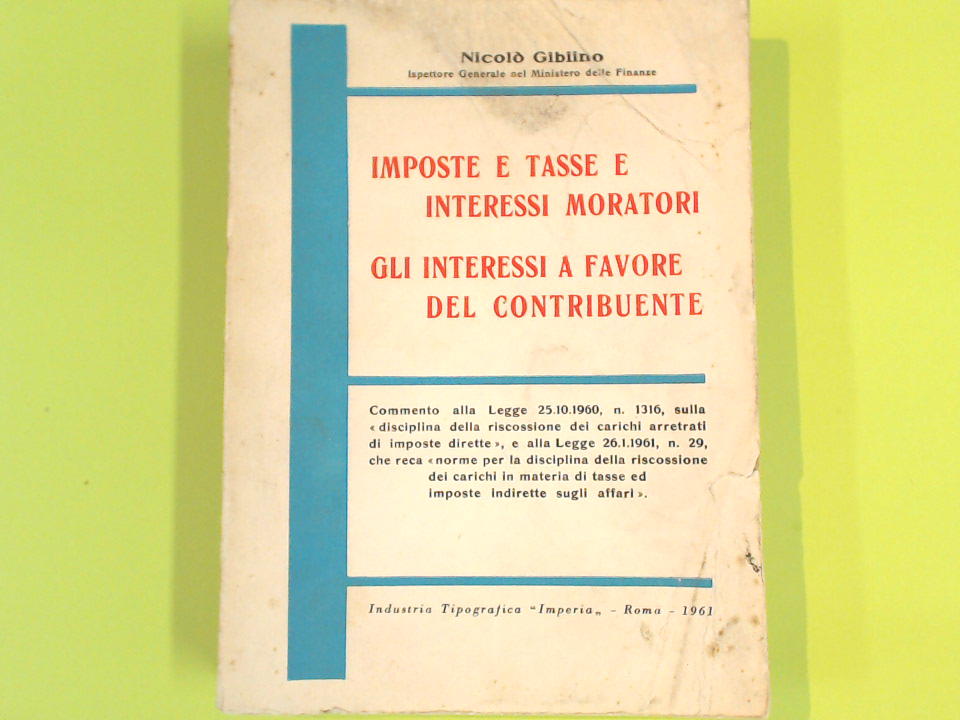 Nicolò Giblino
Ispettore Generale nel Ministero delle Finanze
IMPOSTE E TASSE E
INTERESSI MORATORI
GLI INTERESSI A FAVORE
DEL CONTRIBUENTE
Commento alla Legge 25.10.1960, n. 1316, sulla
« disciplina della riscossione dei carichi arretrati
di imposte dirette », e alla Legge 26.1.1961, n. 29,
che reca « norme per la disciplina della riscossione
dei carichi in materia di tasse ed
imposte indirette sugli affari ».
Industria Tipografica "Imperia„ - Roma - 1961